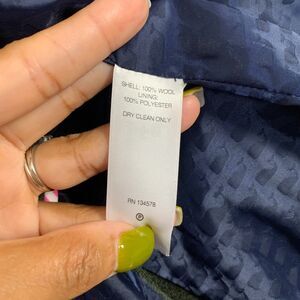 SHELL: 100% WOOL
LINING:
100% POLYESTER
DRY CLEAN ONLY
RN 134578
P